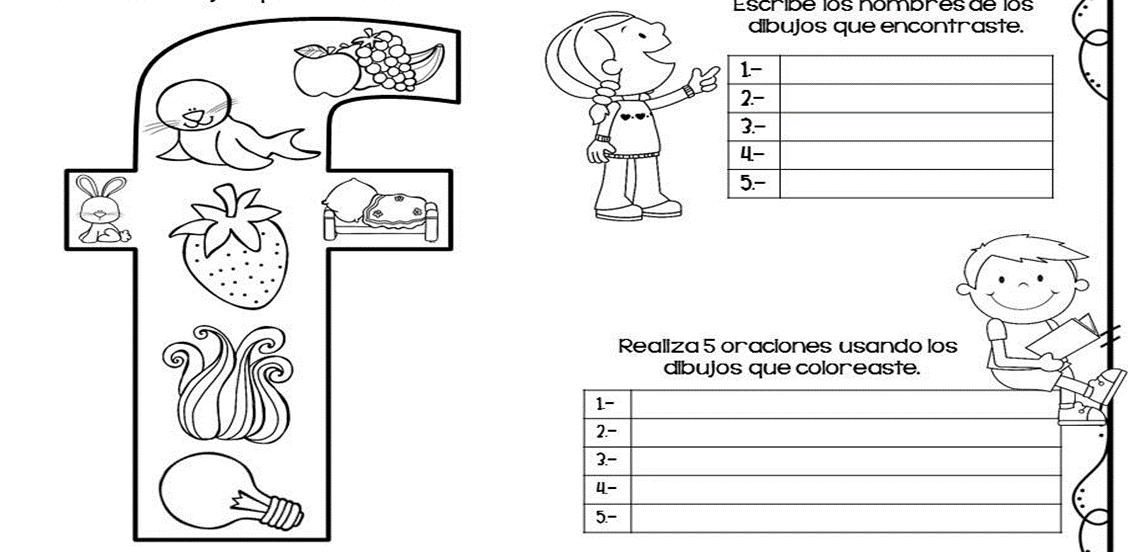 Escribe los nombres de los
dibujos que encontraste.
1.-
2.-
3.-
4.-
5.-
Realiza 5 oraciones usando los
dibujos que coloreaste.
1.-
2.-
3.-
4.-
5.-